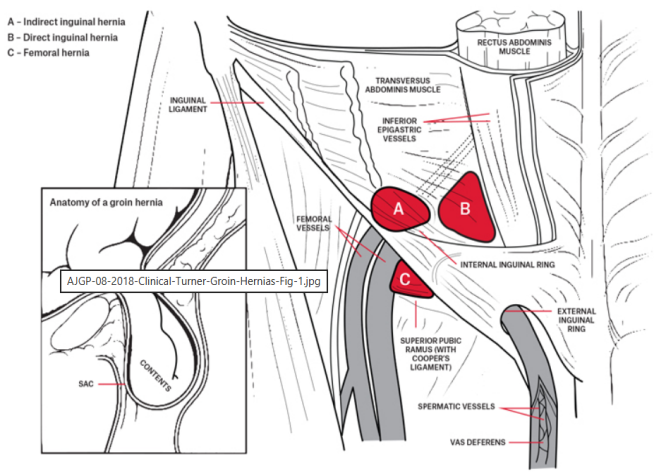 A – Indirect inguinal hernia
B – Direct inguinal hernia
C – Femoral hernia
RECTUS ABDOMINIS
MUSCLE
TRANSVERSUS
ABDOMINIS MUSCLE
INGUINAL
LIGAMENT
INFERIOR
EPIGASTRIC
VESSELS
Anatomy of a groin hernia
A
B
FEMORAL
VESSELS
INTERNAL INGUINAL RING
C
AJGP-08-2018-Clinical-Turner-Groin-Hernias-Fig-1.jpg
EXTERNAL
INGUINAL
RING
SUPERIOR PUBIC
RAMUS (WITH
COOPER'S
LIGAMENT)
CONTENTS
SAC
SPERMATIC VESSELS
VAS DEFERENS